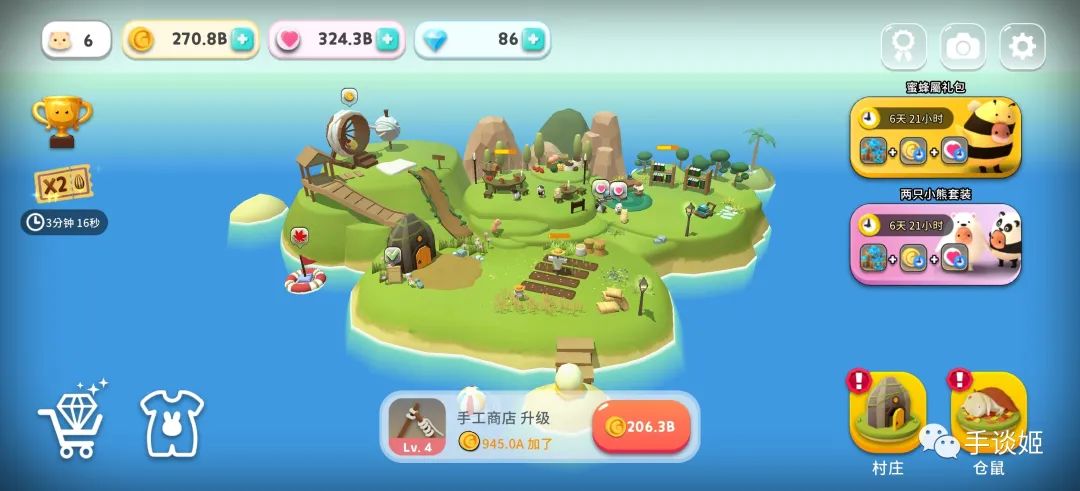 6
270.8B
324.3B
86
蜜蜂屬礼包
6天 21小时
X2
3分钟 16秒
两只小熊套装
6天 21小时
手工商店 升级
Lv. 4
945.0A 加了
206.3B
村庄
仓鼠
手谈姬